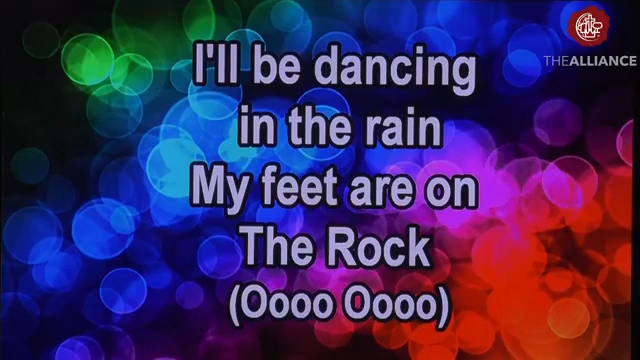 THEALLIANCE
I'll be dancing
in the rain
My feet are on
The Rock
(Oooo Oooo)